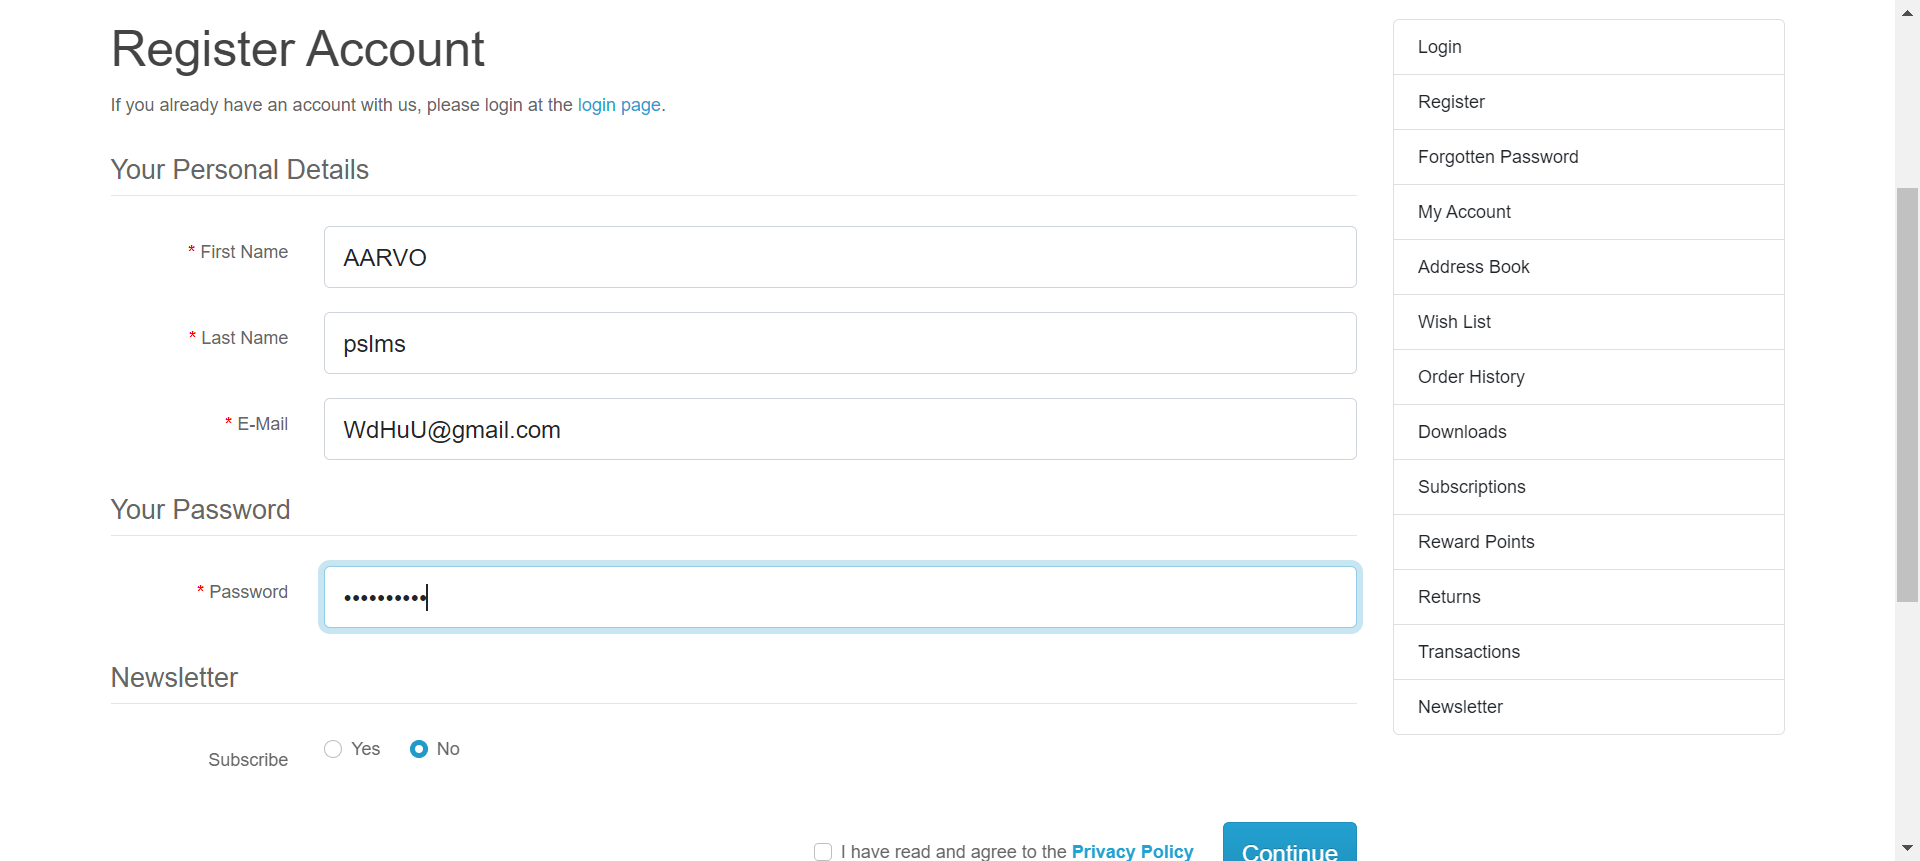 Register Account
If you already have an account with us, please login at the login page.
Your Personal Details
* First Name
AARVO
* Last Name
pslms
* E-Mail
WdHuU@gmail.com
Your Password
* Password
••••••••••
Newsletter
Subscribe
Yes
No
I have read and agree to the Privacy Policy
Continue
Login
Register
Forgotten Password
My Account
Address Book
Wish List
Order History
Downloads
Subscriptions
Reward Points
Returns
Transactions
Newsletter